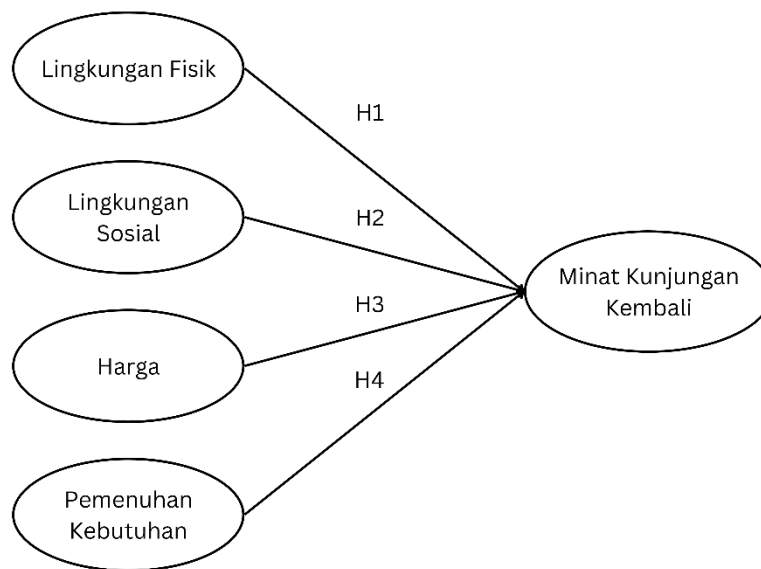 Lingkungan Fisik
H1
Lingkungan
Sosial
H2
Minat Kunjungan
Kembali
H3
Harga
H4
Pemenuhan
Kebutuhan